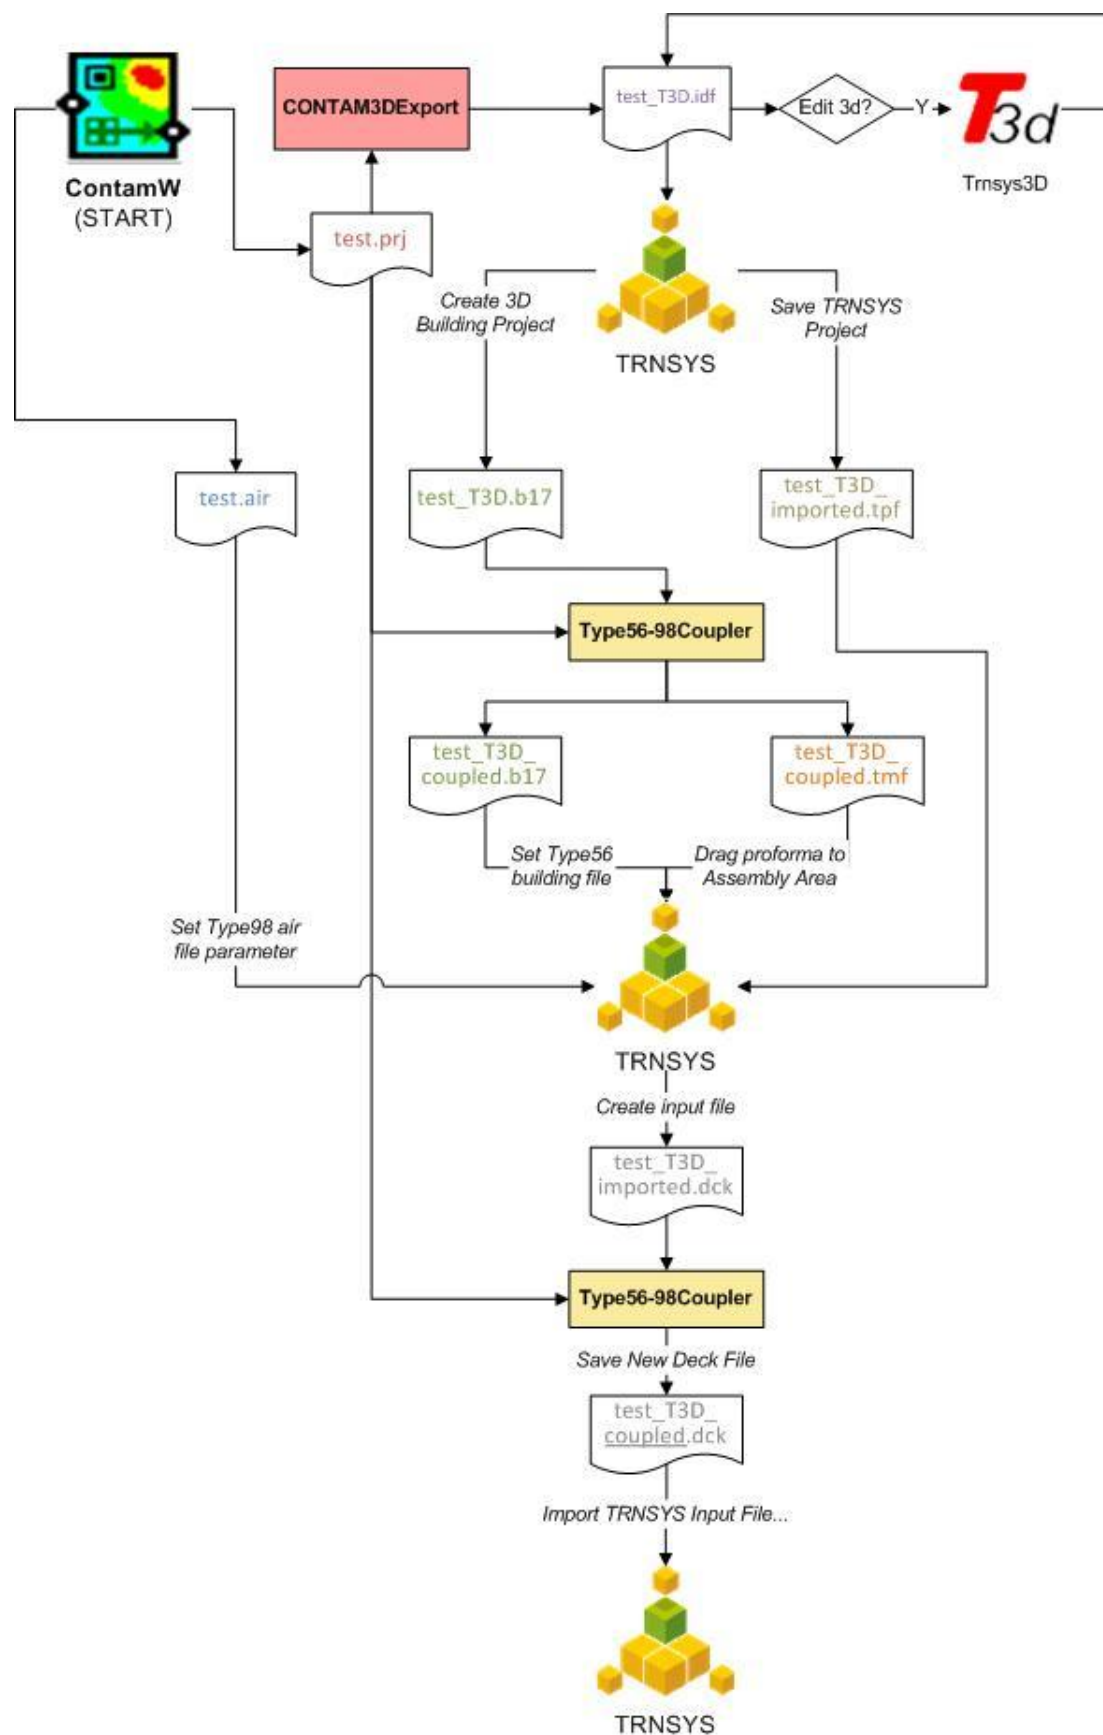 ContamW
(START)
CONTAM3DExport
test_T3D.idf
Edit 3d?
Y
T3d
Trnsys3D
test.prj
Create 3D
Building Project
Save TRNSYS
Project
TRNSYS
test.air
test_T3D.b17
test_T3D_
imported.tpf
Type56-98Coupler
test_T3D_
coupled.b17
test_T3D_
coupled.tmf
Set Type56
building file
Drag proforma to
Assembly Area
Set Type98 air
file parameter
TRNSYS
Create input file
test_T3D_
imported.dck
Type56-98Coupler
Save New Deck File
test_T3D_
coupled.dck
Import TRNSYS Input File...
TRNSYS